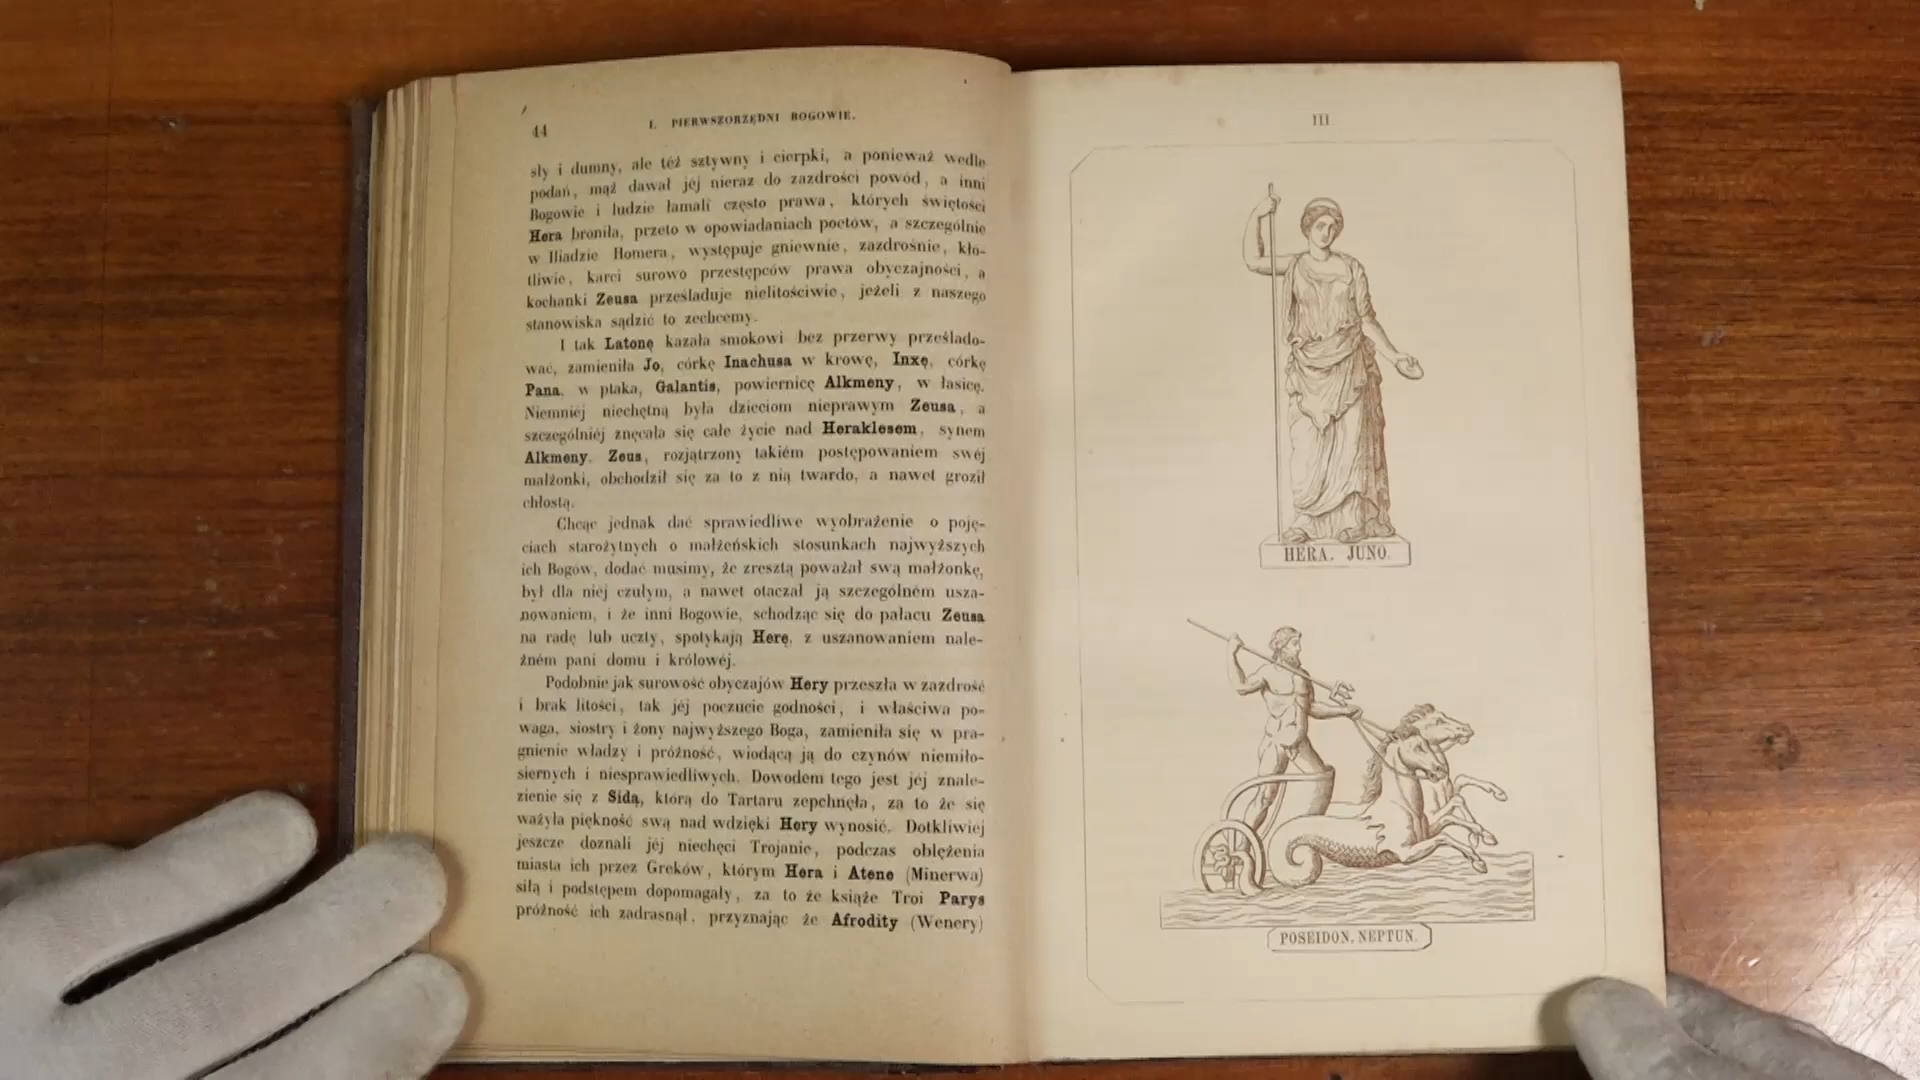 44
I. PIERWSZORZĘDNI BOGOWIE.
sły i dumny, ale téż sztywny i cierpki, a ponieważ wedle
podań, mąż dawał jéj nieraz do zazdrości powód, a inni
Bogowie i ludzie łamali często prawa, których świętości
Hera broniła, przeto w opowiadaniach poetów, a szczególnie
w Iliadzie Homera, występuje gniewnie, zazdrośnie, kło-
tliwie, karci surowo przestępców prawa obyczajności, a
kochanki Zeusa prześladuje nielitościwie, jeżeli z naszego
stanowiska sądzić to zechcemy.
I tak Latonę kazała smokowi bez przerwy prześlado-
wać, zamieniła Jo, córkę Inachusa w krowę, Inxę, córkę
Pana, w ptaka, Galantis, powiernicę Alkmeny, w łasicę.
Niemniéj niechętną była dzieciom nieprawym Zeusa, a
szczególniéj znęcała się całe życie nad Heraklesem, synem
Alkmeny. Zeus, rozjątrzony takiém postępowaniem swéj
małżonki, obchodził się za to z nią twardo, a nawet groził
chłostą.
Chcąc jednak dać sprawiedliwe wyobrażenie o poję-
ciach starożytnych o małżeńskich stosunkach najwyższych
ich Bogów, dodać musimy, że zresztą poważał swą małżonkę,
był dla niéj czułym, a nawet otaczał ją szczególném usza-
nowaniem, i że inni Bogowie, schodząc się do pałacu Zeusa
na radę lub uczty, spotykają Herę, z uszanowaniem nale-
żném pani domu i królowéj.
Podobnie jak surowość obyczajów Hery przeszła w zazdrość
i brak litości, tak jéj poczucie godności, i właściwa po-
waga, siostry i żony najwyższego Boga, zamieniła się w pra-
gnienie władzy i próżność, wiodącą ją do czynów niemiło-
siernych i niesprawiedliwych. Dowodem tego jest jéj znale-
zienie się z Sidą, którą do Tartaru zepchnęła, za to że się
ważyła piękność swą nad wdzięki Hery wynosić. Dotkliwiéj
jeszcze doznali jéj niechęci Trojanie, podczas oblężenia
miasta ich przez Greków, którym Hera i Atene (Minerwa)
siłą i podstępem dopomagały, za to że książe Troi Parys
próżność ich zadrasnął, przyznając że Afrodity (Wenery)
III
HERA. JUNO.
POSEIDON. NEPTUN.